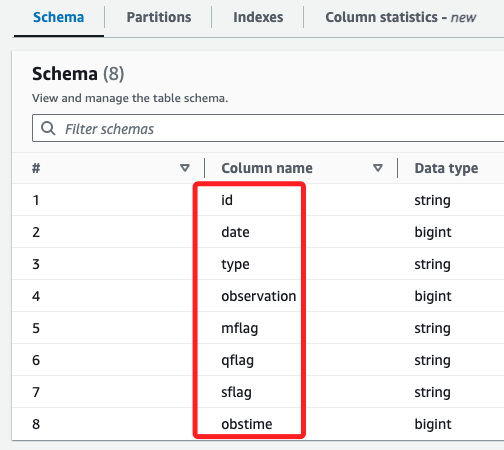 Schema Partitions Indexes Column statistics - new
Schema (8)
View and manage the table schema.
Filter schemas
# Column name Data type
1 id string
2 date bigint
3 type string
4 observation bigint
5 mflag string
6 qflag string
7 sflag string
8 obstime bigint